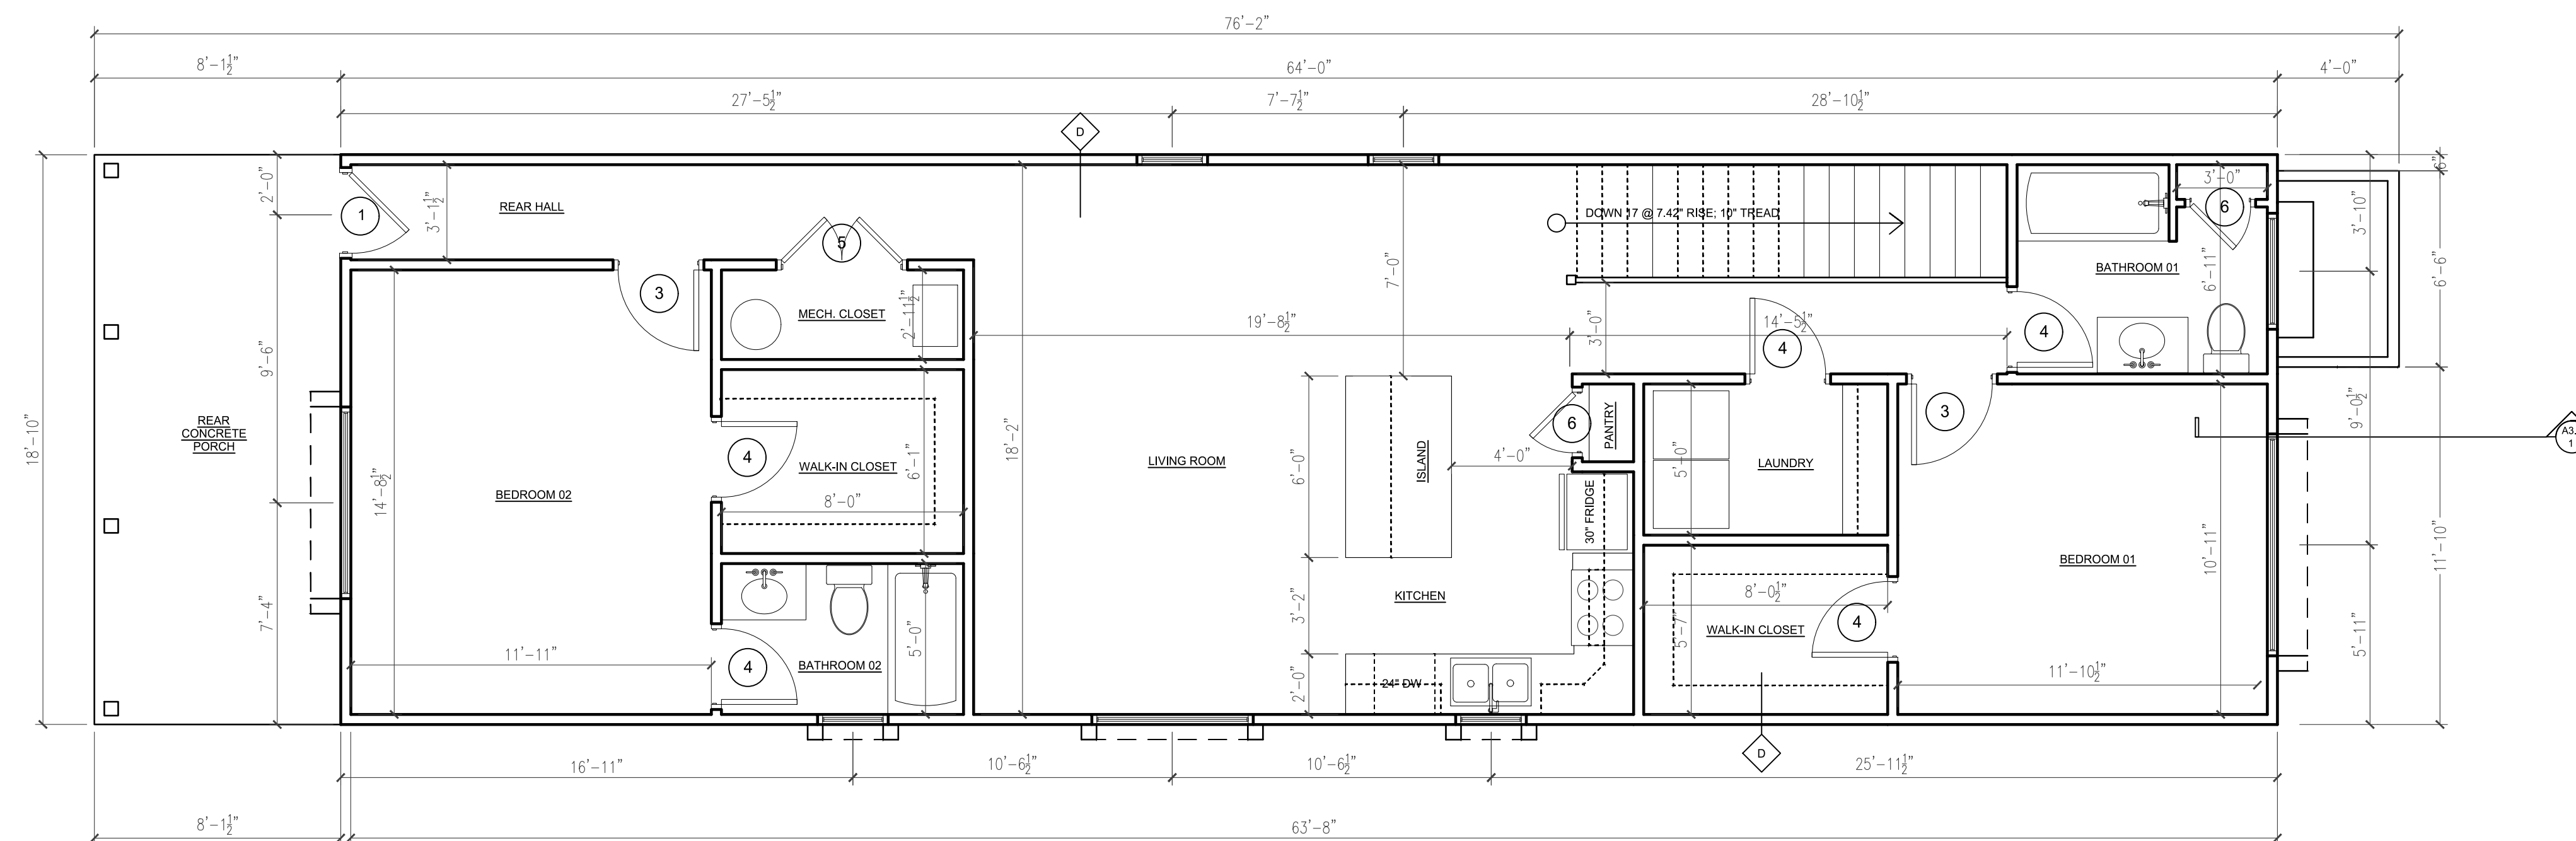 76'-2"
8'-1½"
64'-0"
4'-0"
27'-5½"
7'-7½"
28'-10½"
D
2'-0"
1
3'-1½"
REAR HALL
5
DOWN 17 @ 7.42" RISE; 10" TREAD
3'-0"
6
6"
3'-10"
3
MECH. CLOSET
2'-11½"
7'-0"
BATHROOM 01
6'-11"
6'-6"
9'-6"
19'-8½"
3'-0"
14'-5½"
4
4
18'-10"
REAR
CONCRETE
PORCH
14'-8½"
BEDROOM 02
4
WALK-IN CLOSET
6'-1"
8'-0"
18'-2"
LIVING ROOM
6'-0"
ISLAND
4'-0"
6
PANTRY
30" FRIDGE
5'-0"
LAUNDRY
3
9'-0½"
A3.
1
10'-11"
BEDROOM 01
11'-10"
7'-4"
11'-11"
4
BATHROOM 02
5'-0"
KITCHEN
3'-2"
2'-0"
24" DW
8'-0½"
5'-7"
WALK-IN CLOSET
4
11'-10½"
5'-11"
D
16'-11"
10'-6½"
10'-6½"
25'-11½"
8'-1½"
63'-8"